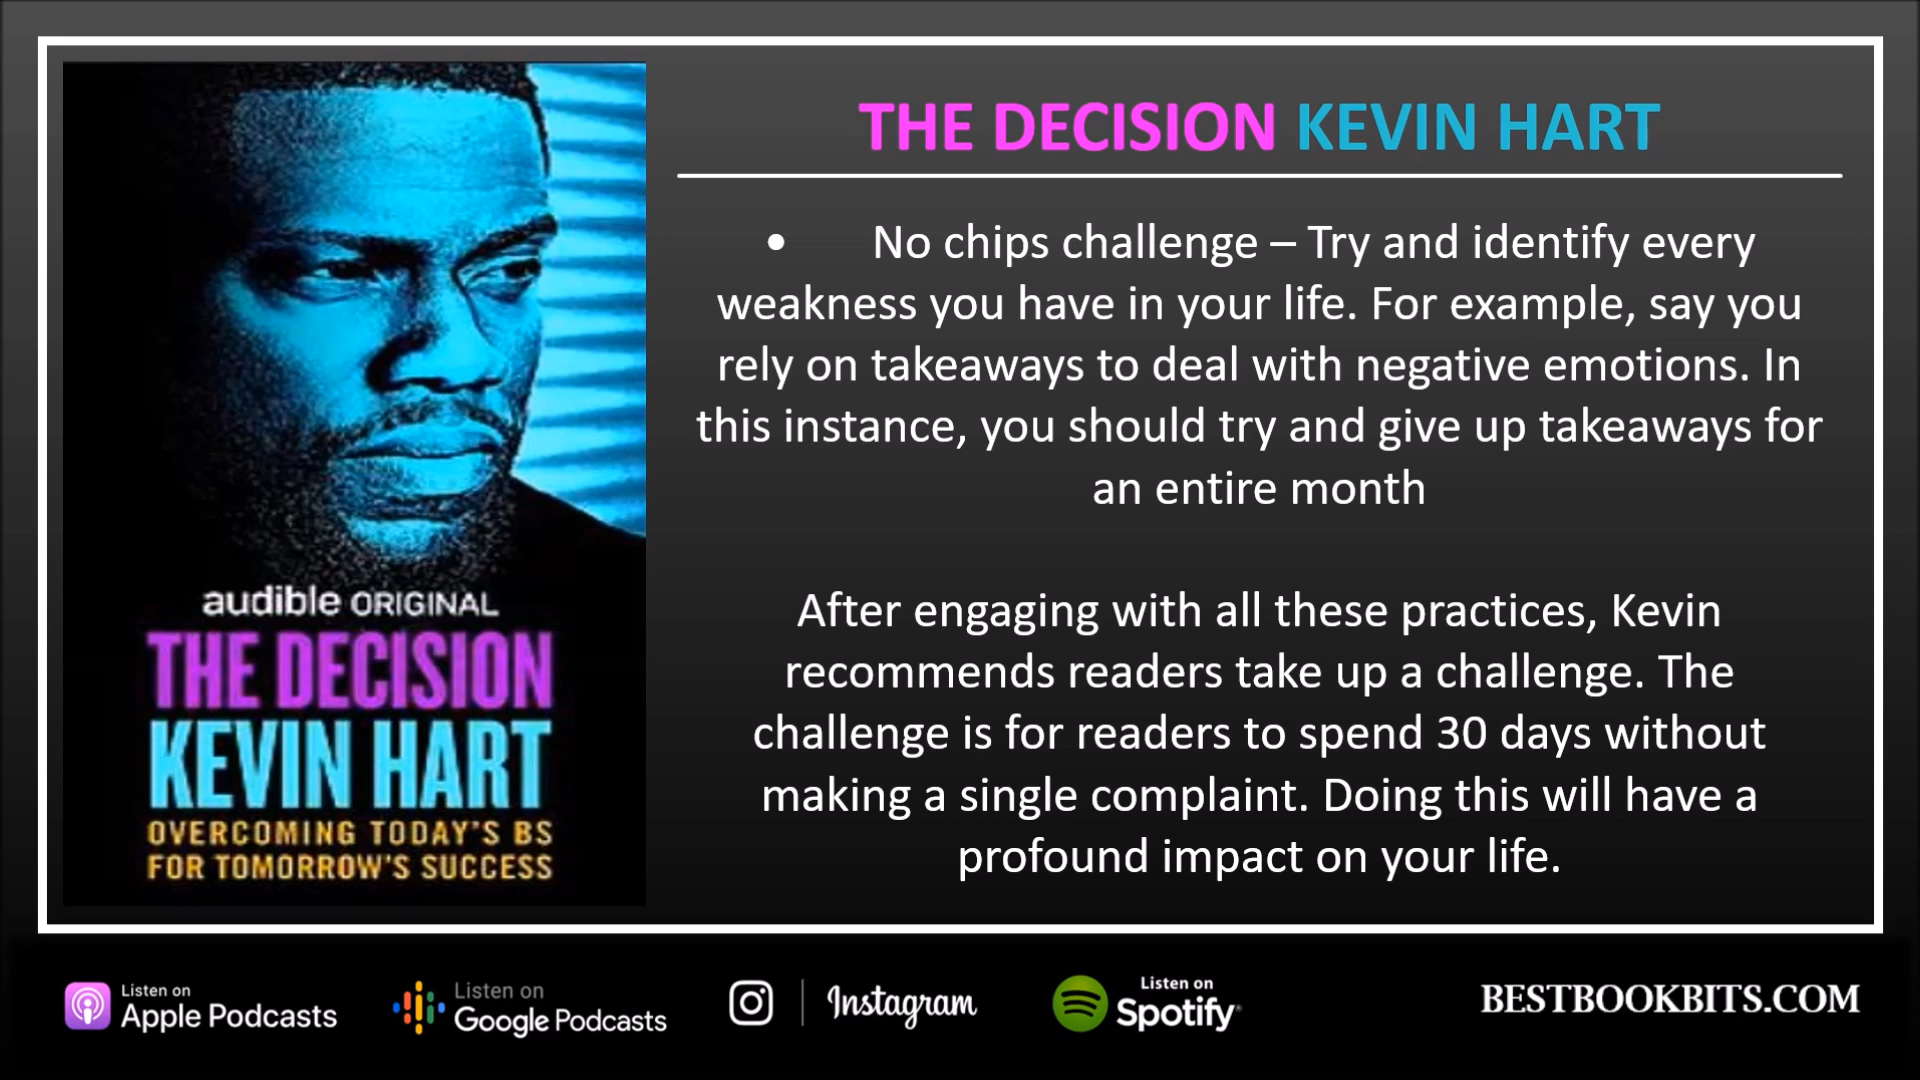 THE DECISION KEVIN HART
• No chips challenge – Try and identify every
weakness you have in your life. For example, say you
rely on takeaways to deal with negative emotions. In
this instance, you should try and give up takeaways for
an entire month
After engaging with all these practices, Kevin
recommends readers take up a challenge. The
challenge is for readers to spend 30 days without
making a single complaint. Doing this will have a
profound impact on your life.
audible ORIGINAL
THE DECISION
KEVIN HART
OVERCOMING TODAY'S BS
FOR TOMORROW'S SUCCESS
Listen on
Apple Podcasts
Listen on
Google Podcasts
Instagram
Listen on
Spotify
BESTBOOKBITS.COM